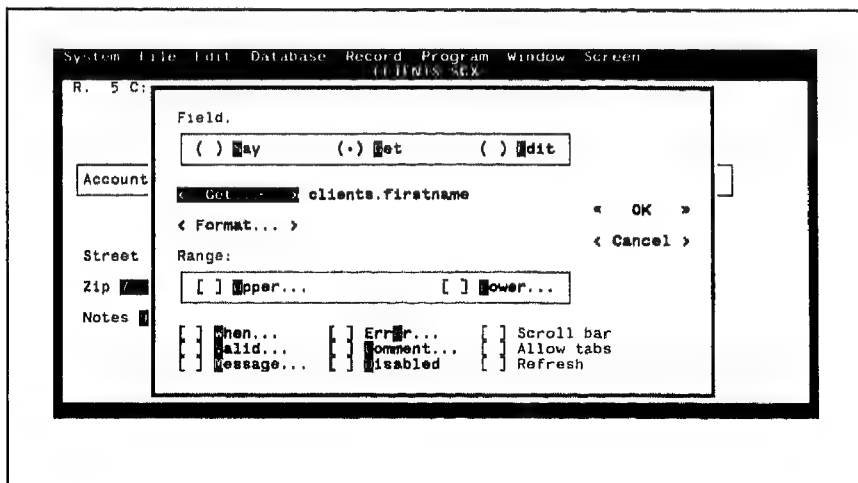 System File Edit Database Record Program Window Screen
CLIENTS.SCX
R. 5 C:
Field.
( ) Say (•) Get ( ) Edit
Account
< Get... > clients.firstname
« OK »
< Format... >
< Cancel >
Street
Range:
Zip
[ ] Upper... [ ] Lower...
Notes
[ ] When... [ ] Error... [ ] Scroll bar
[ ] Valid... [ ] Comment... [ ] Allow tabs
[ ] Message... [ ] Disabled [ ] Refresh